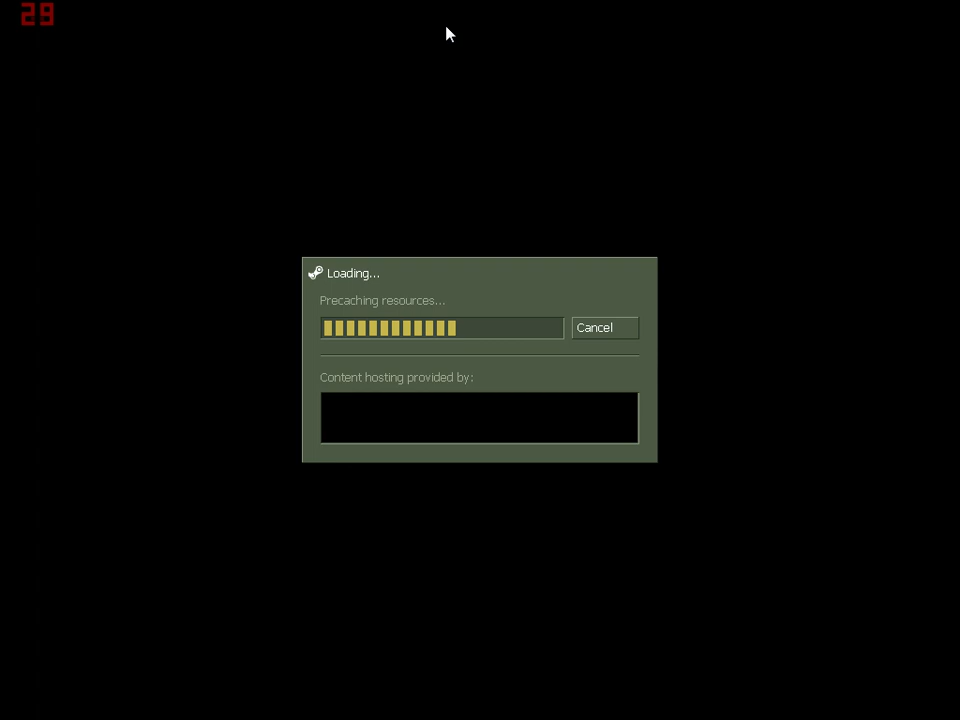 29
Loading...
Precaching resources...
Cancel
Content hosting provided by: